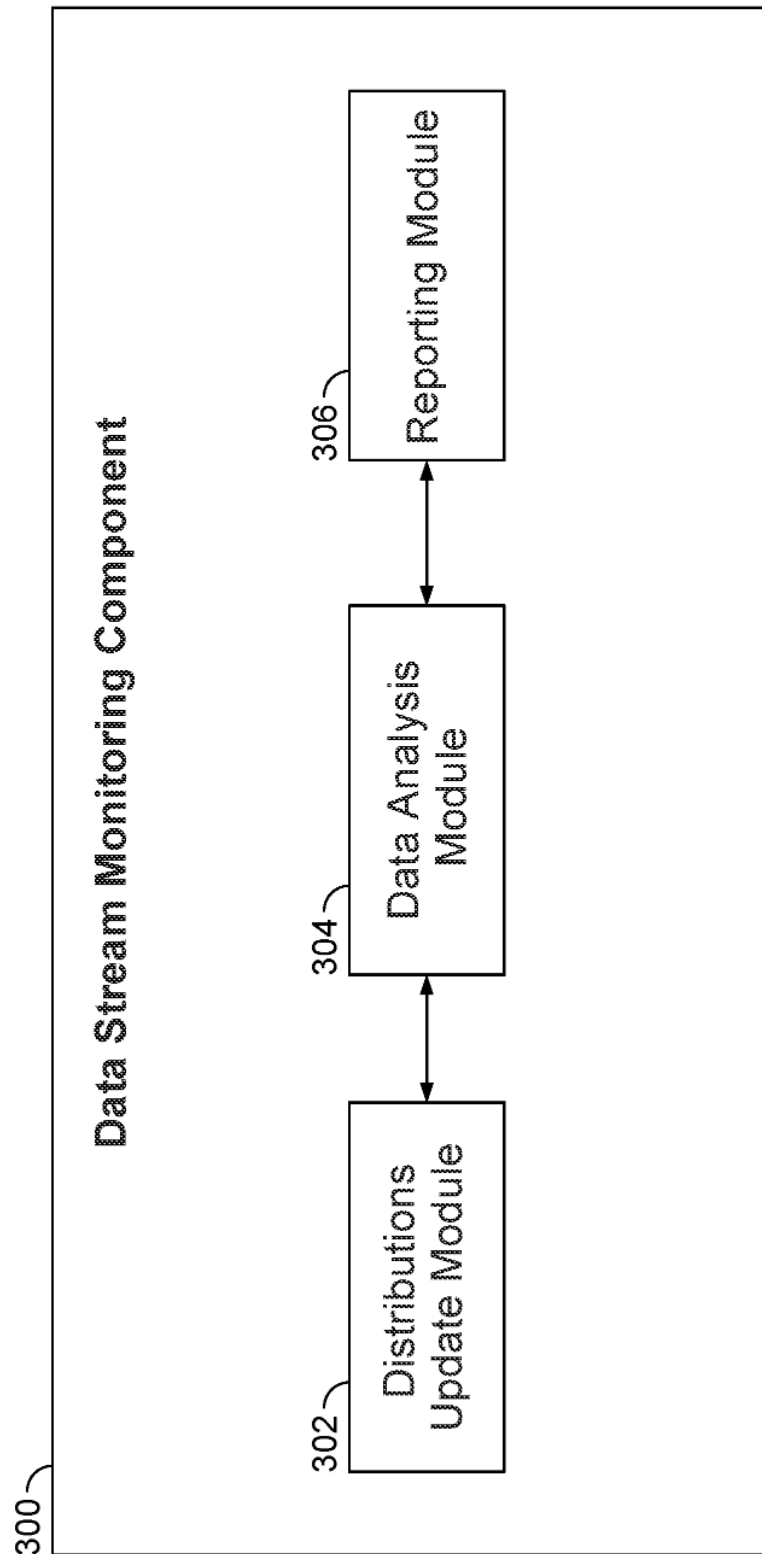 300
Data Stream Monitoring Component
302
Distributions
Update Module
304
Data Analysis
Module
306
Reporting Module